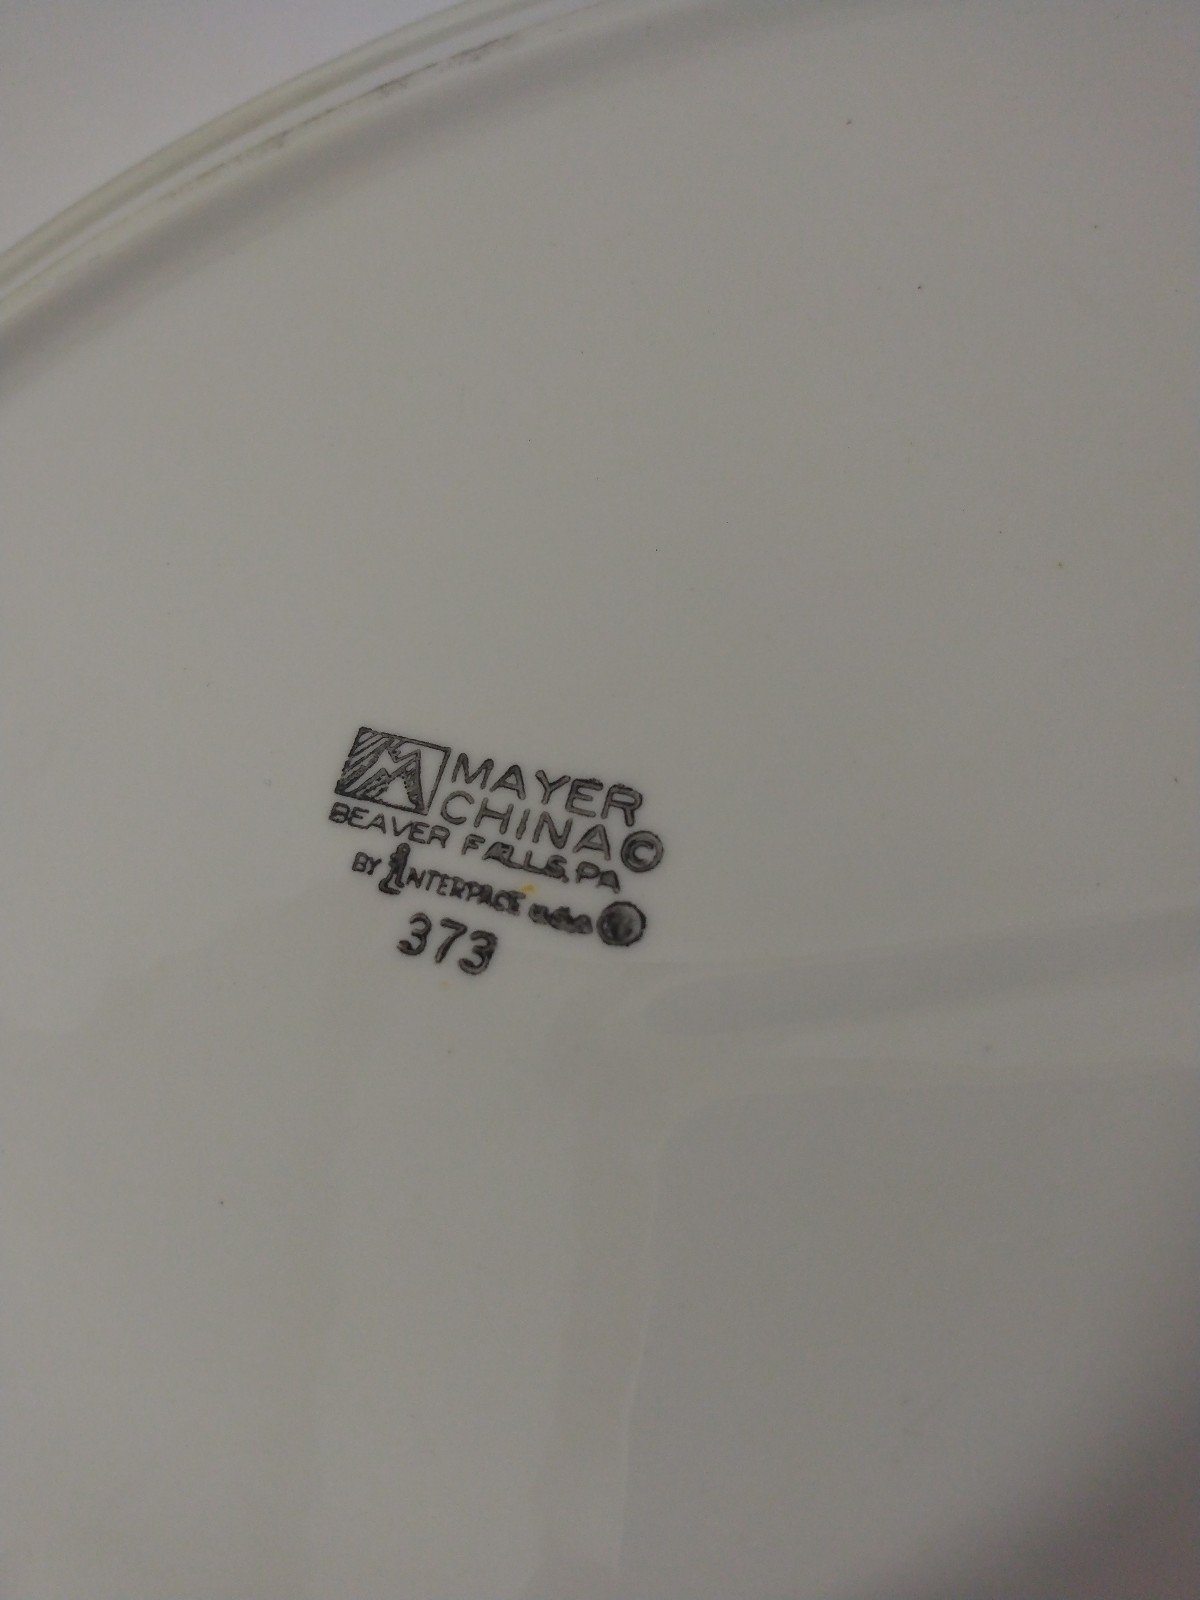 MAYER
CHINA ©
BEAVER FALLS, PA
BY INTERPACE
373